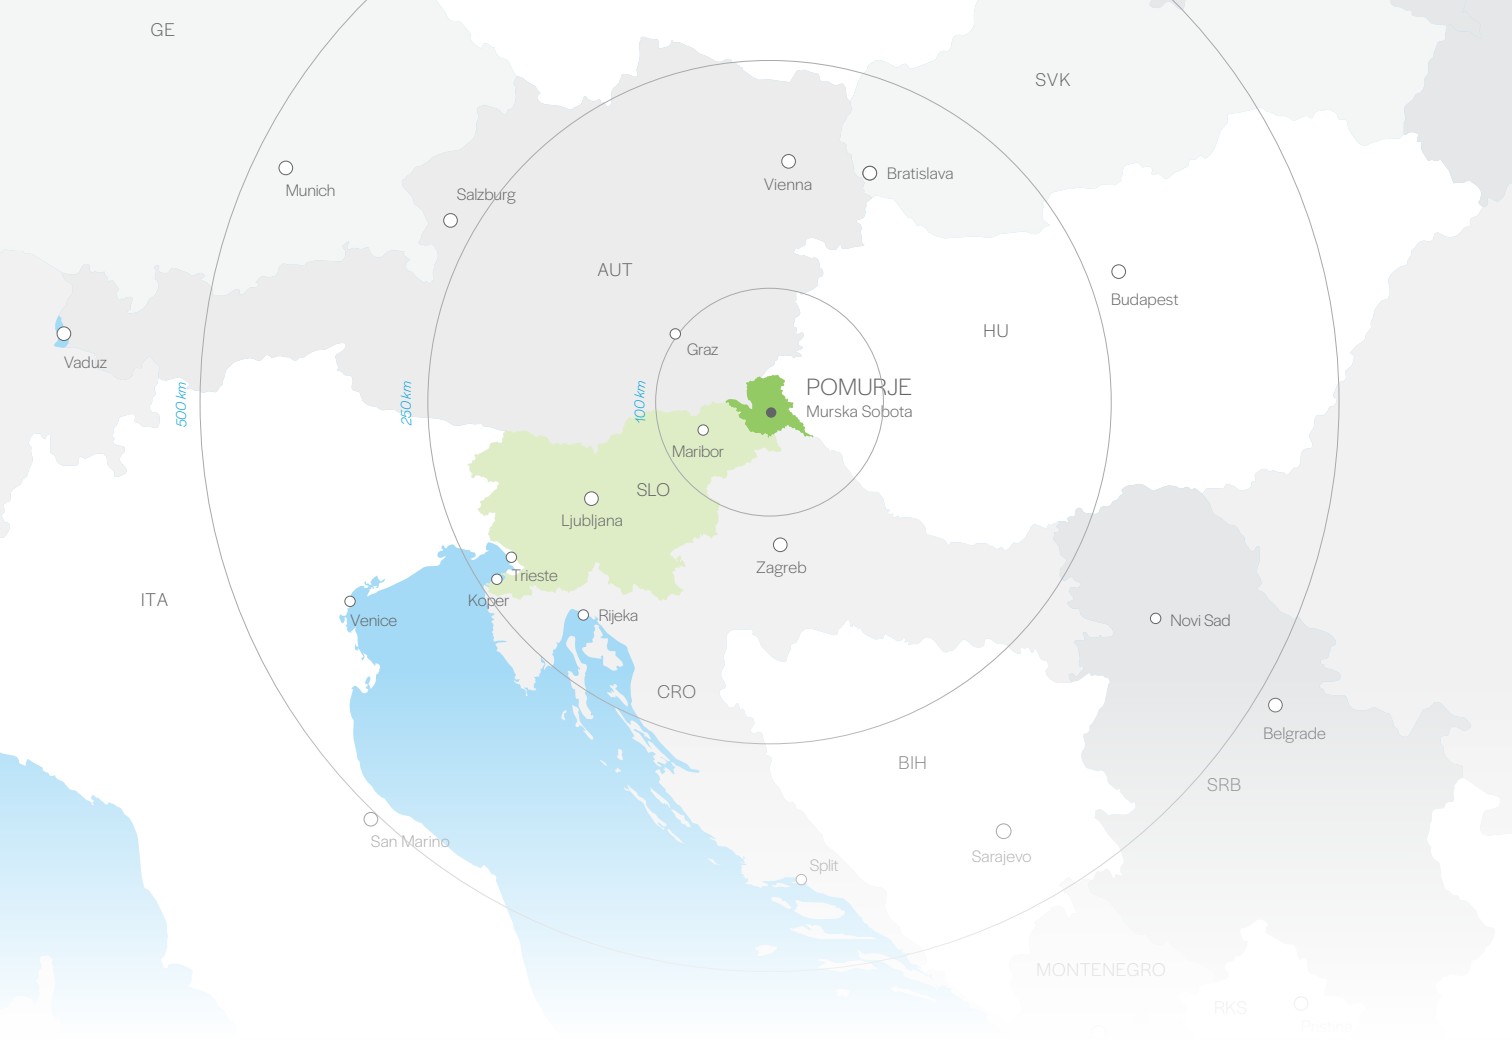 GE
SVK
Munich
Salzburg
Vienna
Bratislava
AUT
Budapest
HU
Vaduz
Graz
500 km
250 km
100 km
POMURJE
Murska Sobota
Maribor
SLO
Ljubljana
Zagreb
Trieste
Koper
ITA
Venice
Rijeka
Novi Sad
CRO
Belgrade
BIH
SRB
San Marino
Sarajevo
Split
MONTENEGRO
RKS